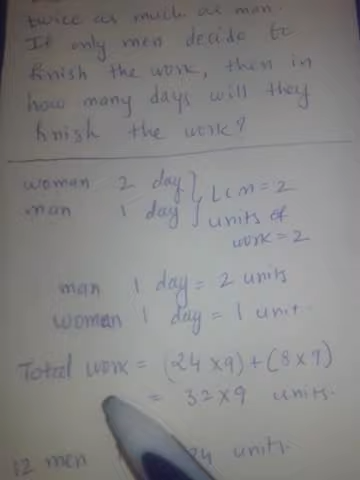 twice as much as man.
If only men decide to
finish the work, then in
how many days will they
finish the work?
woman 2 day
man 1 day
LCM = 2
units of
work = 2
man 1 day = 2 units
woman 1 day = 1 unit.
Total work = (24 x 9) + (8 x 9)
= 32 x 9 units.
12 men 24 units.